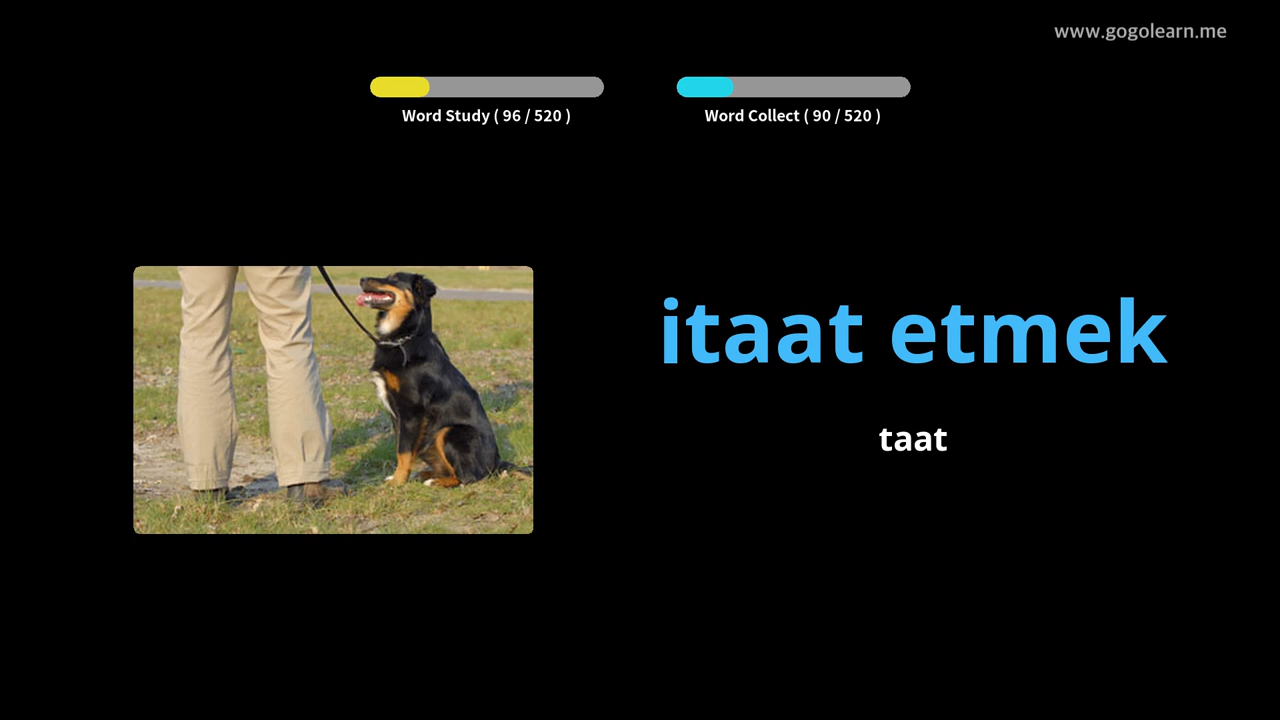 www.gogolearn.me
Word Study ( 96 / 520 )
Word Collect ( 90 / 520 )
itaat etmek
taat